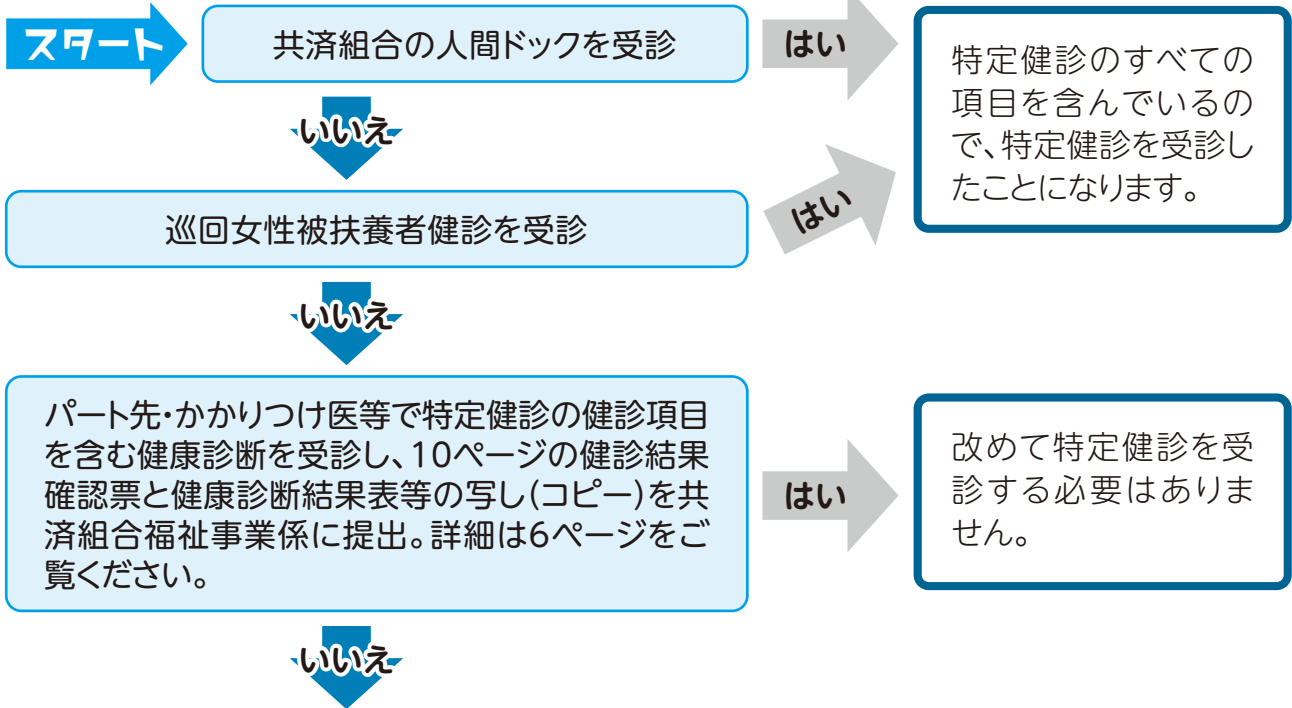 スタート
共済組合の人間ドックを受診
はい
特定健診のすべての
項目を含んでいるの
で、特定健診を受診し
たことになります。
いいえ
巡回女性被扶養者健診を受診
はい
いいえ
パート先・かかりつけ医等で特定健診の健診項目
を含む健康診断を受診し、10ページの健診結果
確認票と健康診断結果表等の写し(コピー)を共
済組合福祉事業係に提出。詳細は6ページをご
覧ください。
はい
改めて特定健診を受
診する必要はありま
せん。
いいえ